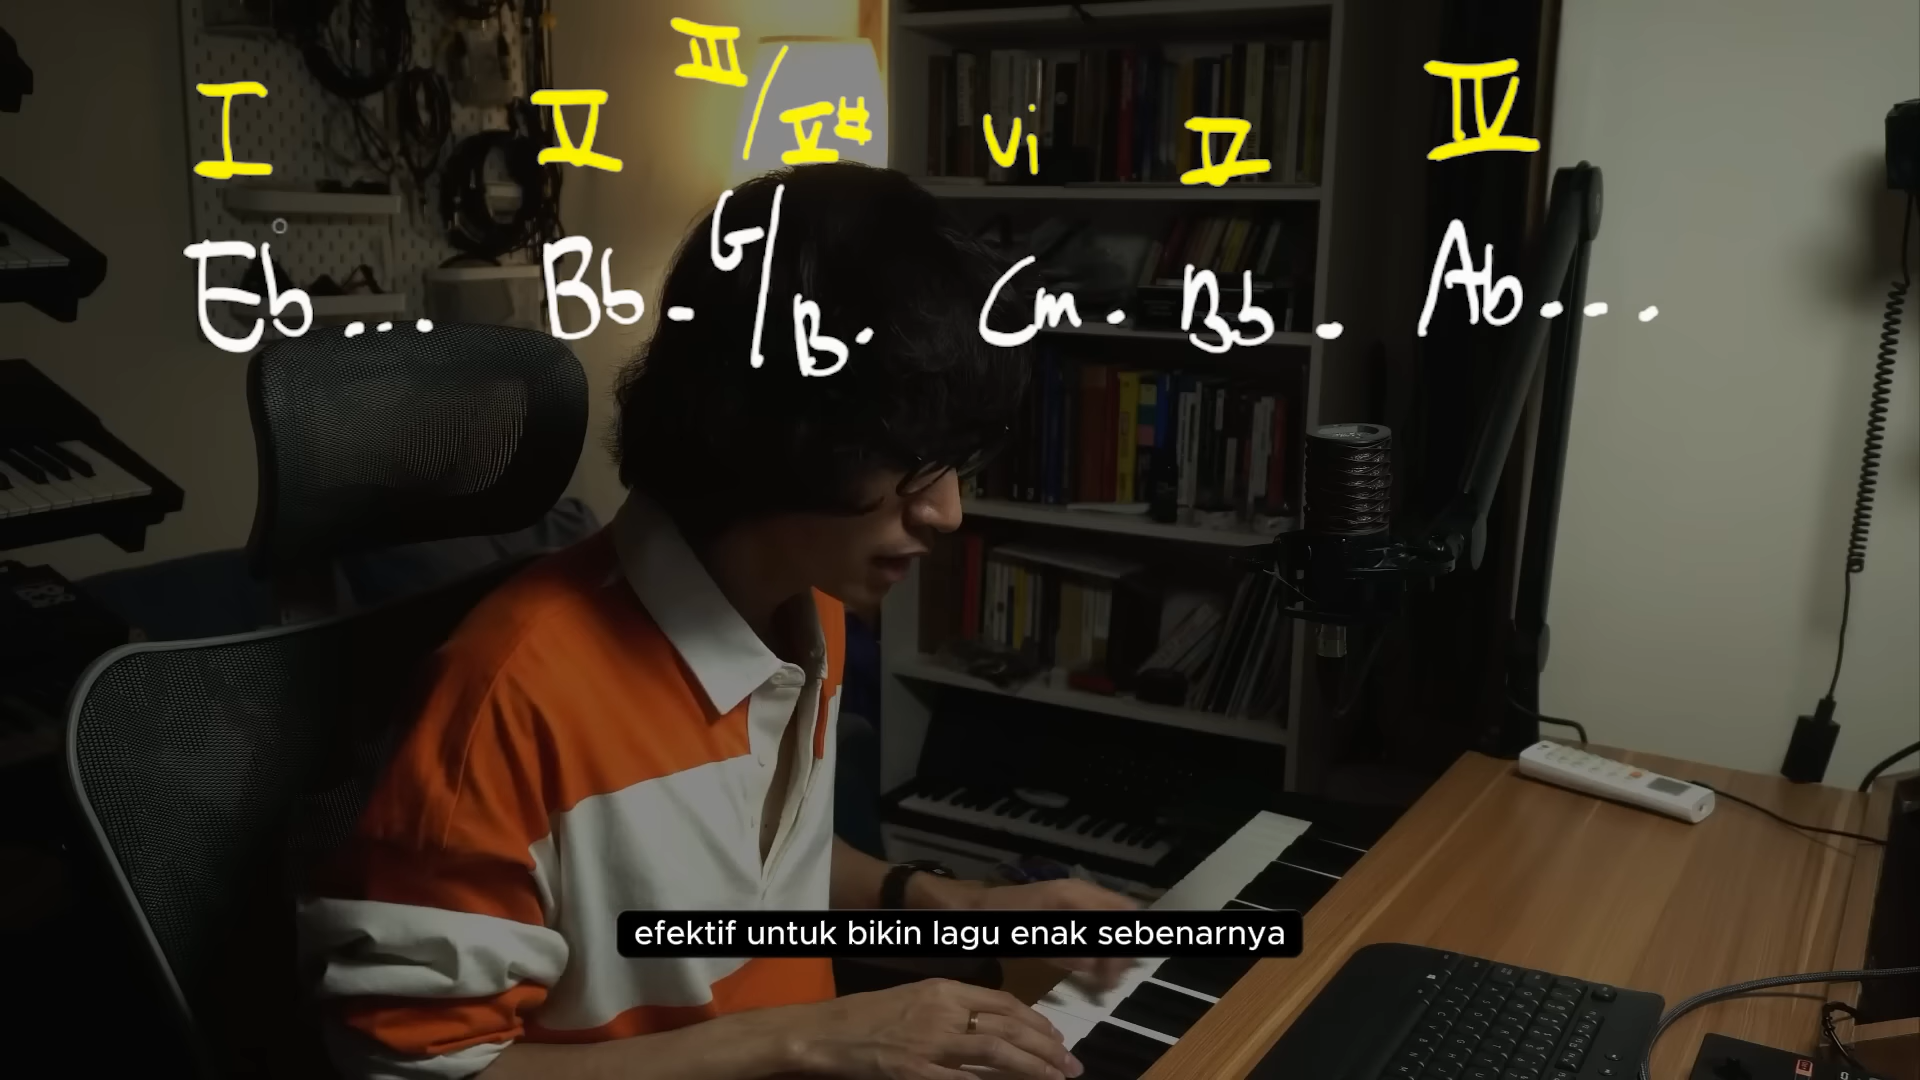 I V III/V# vi V IV
Eb... Bb. G/B. Cm. Bb. Ab...
efektif untuk bikin lagu enak sebenarnya